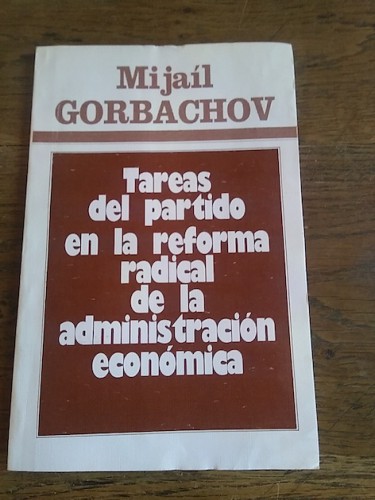 Mijaíl
GORBACHOV
Tareas
del partido
en la reforma
radical
de la
administración
económica